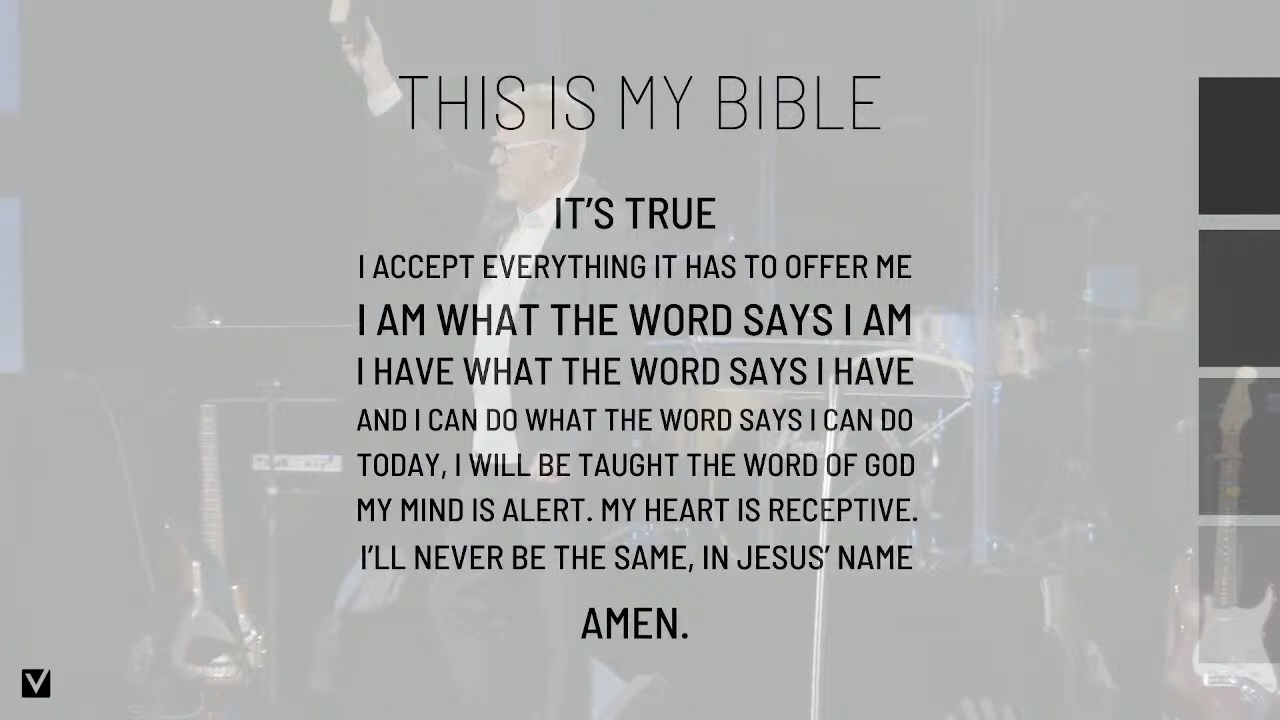 THIS IS MY BIBLE
IT’S TRUE
I ACCEPT EVERYTHING IT HAS TO OFFER ME
I AM WHAT THE WORD SAYS I AM
I HAVE WHAT THE WORD SAYS I HAVE
AND I CAN DO WHAT THE WORD SAYS I CAN DO
TODAY, I WILL BE TAUGHT THE WORD OF GOD
MY MIND IS ALERT. MY HEART IS RECEPTIVE.
I’LL NEVER BE THE SAME, IN JESUS’ NAME
AMEN.